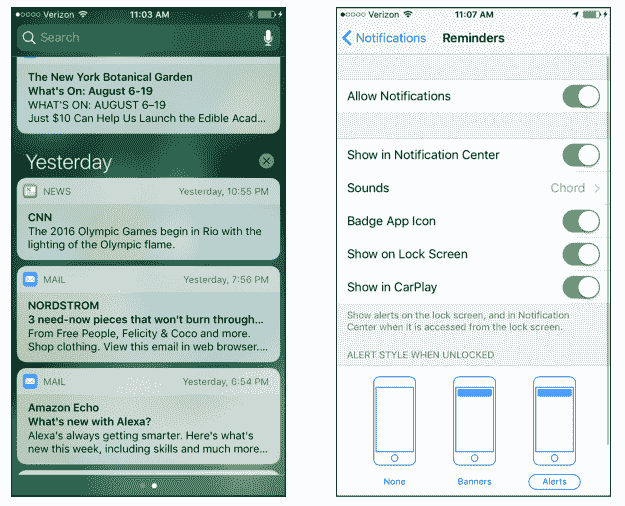 Verizon 11:03 AM
Search
The New York Botanical Garden
What's On: August 6-19
WHAT'S ON: AUGUST 6–19
Just $10 Can Help Us Launch the Edible Acad...
Yesterday
NEWS Yesterday, 10:55 PM
CNN
The 2016 Olympic Games begin in Rio with the
lighting of the Olympic flame.
MAIL Yesterday, 7:56 PM
NORDSTROM
3 need-now pieces that won't burn through...
From Free People, Felicity & Coco and more.
Shop clothing. View this email in web browser....
MAIL Yesterday, 6:54 PM
Amazon Echo
What's new with Alexa?
Alexa's always getting smarter. Here's what's
new this week, including skills and much more...
Verizon 11:07 AM
Notifications Reminders
Allow Notifications
Show in Notification Center
Sounds Chord
Badge App Icon
Show on Lock Screen
Show in CarPlay
Show alerts on the lock screen, and in Notification
Center when it is accessed from the lock screen.
ALERT STYLE WHEN UNLOCKED
None Banners Alerts